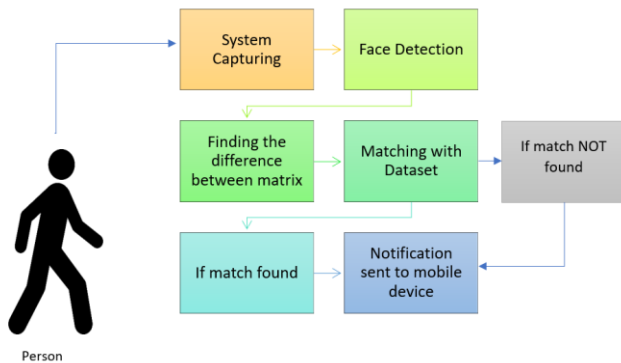 System
Capturing
Face Detection
Finding the
difference
between matrix
Matching with
Dataset
If match NOT
found
If match found
Notification
sent to mobile
device
Person